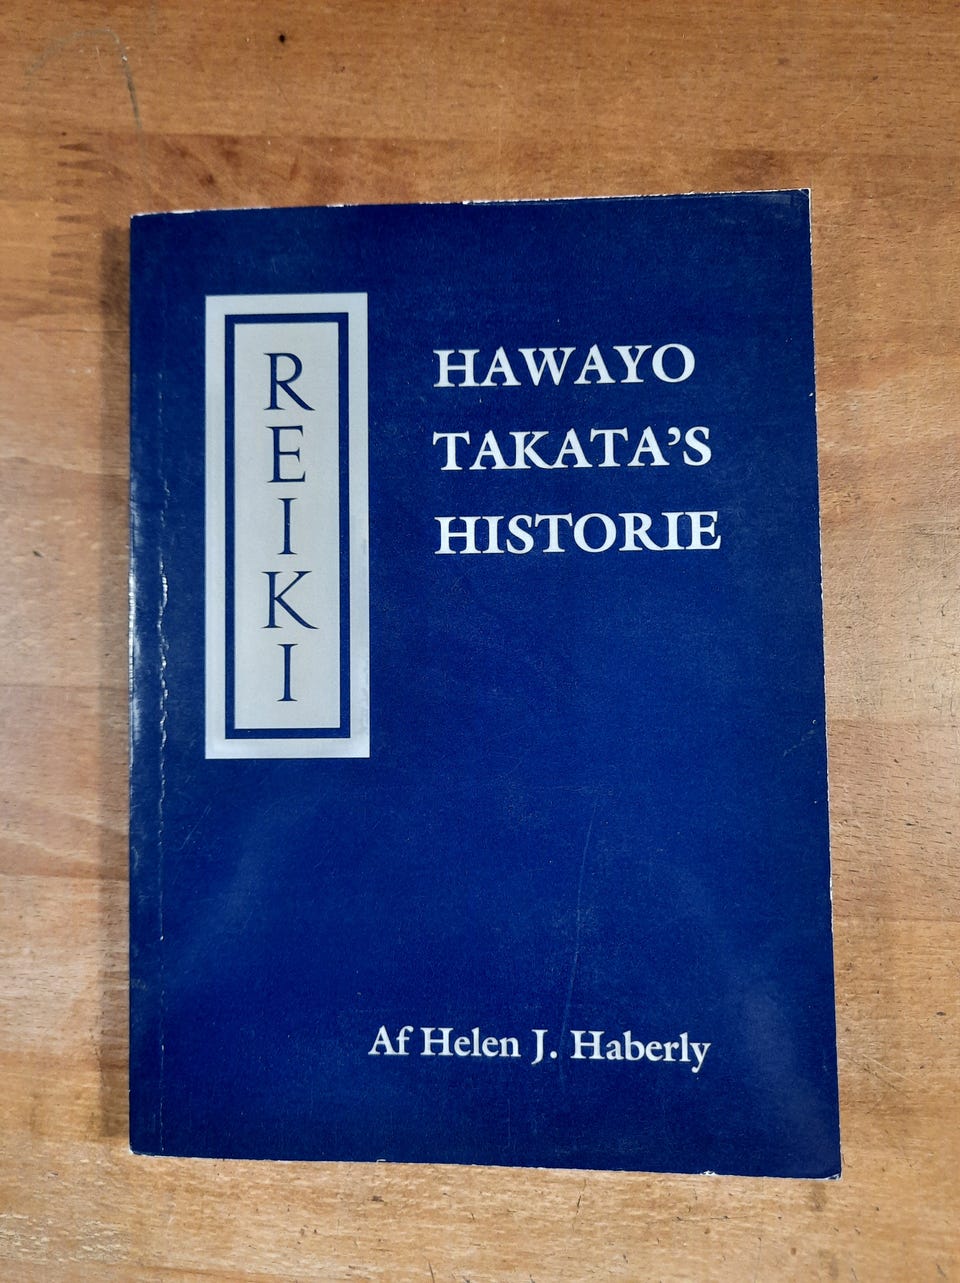 REIKI
HAWAYO
TAKATA’S
HISTORIE
Af Helen J. Haberly